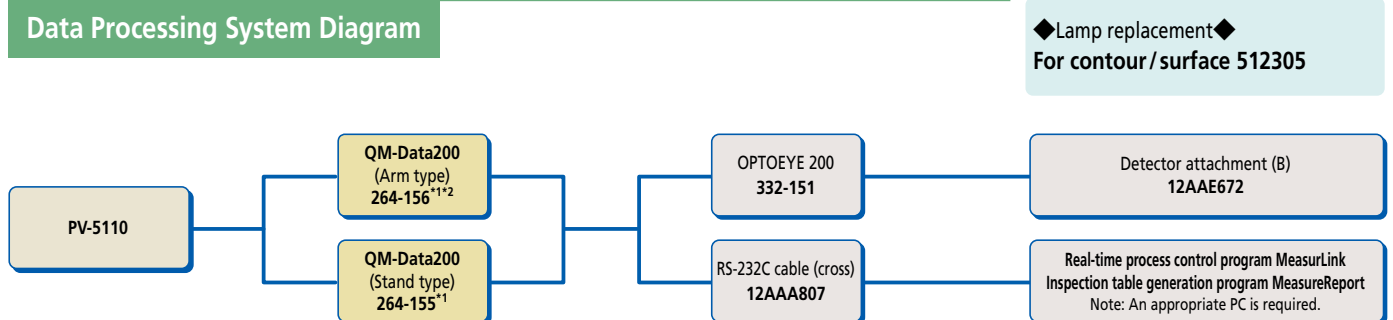 Data Processing System Diagram
◆Lamp replacement◆
For contour/surface 512305
PV-5110
QM-Data200
(Arm type)
264-156*1*2
QM-Data200
(Stand type)
264-155*1
OPTOEYE 200
332-151
RS-232C cable (cross)
12AAA807
Detector attachment (B)
12AAE672
Real-time process control program MeasurLink
Inspection table generation program MeasureReport
Note: An appropriate PC is required.